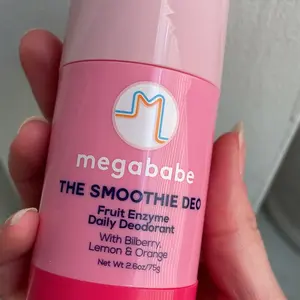 megababe
THE SMOOTHIE DEO
Fruit Enzyme
Daily Deodorant
With Bilberry,
Lemon & Orange
Net Wt 2.6oz/75g